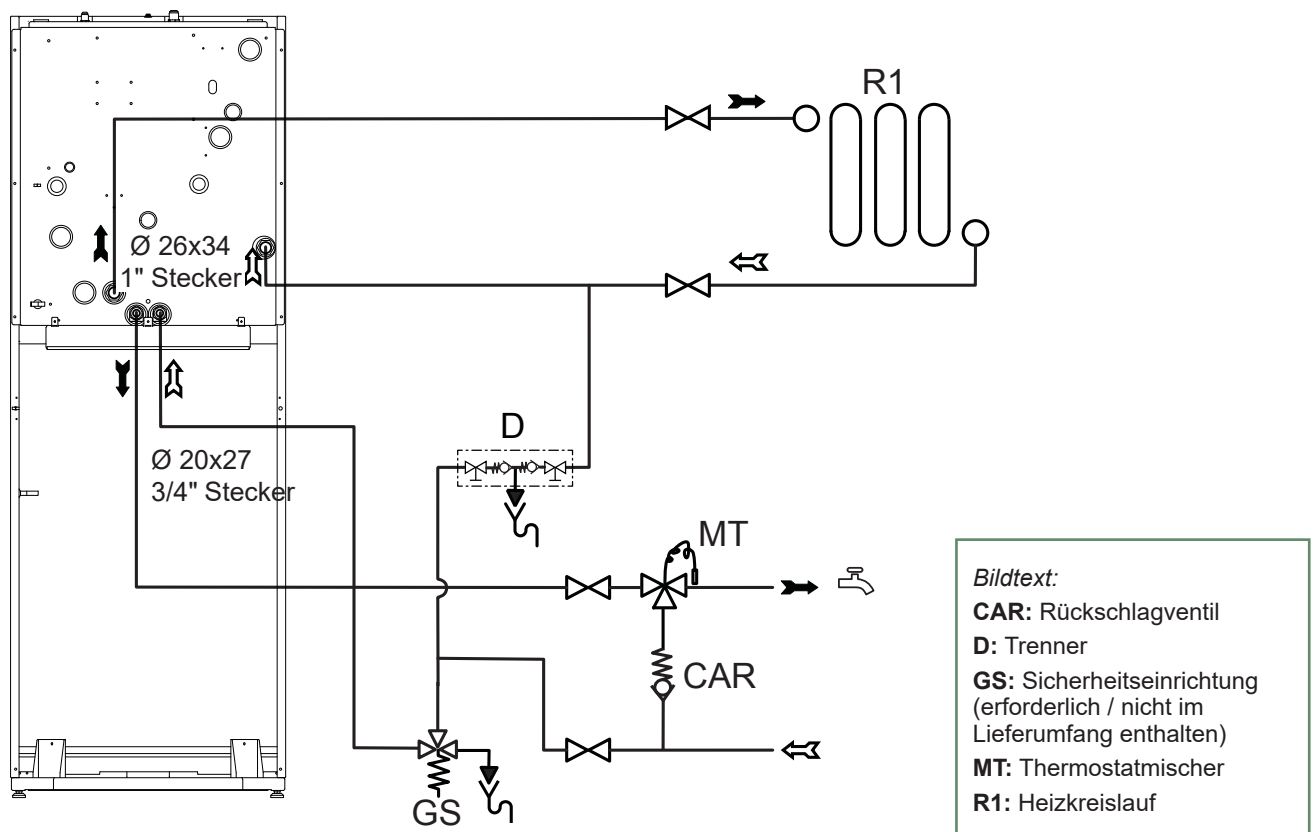 R1
Ø 26x34
1" Stecker
D
Ø 20x27
3/4" Stecker
MT
CAR
GS
Bildtext:
CAR: Rückschlagventil
D: Trenner
GS: Sicherheitseinrichtung
(erforderlich / nicht im
Lieferumfang enthalten)
MT: Thermostatmischer
R1: Heizkreislauf